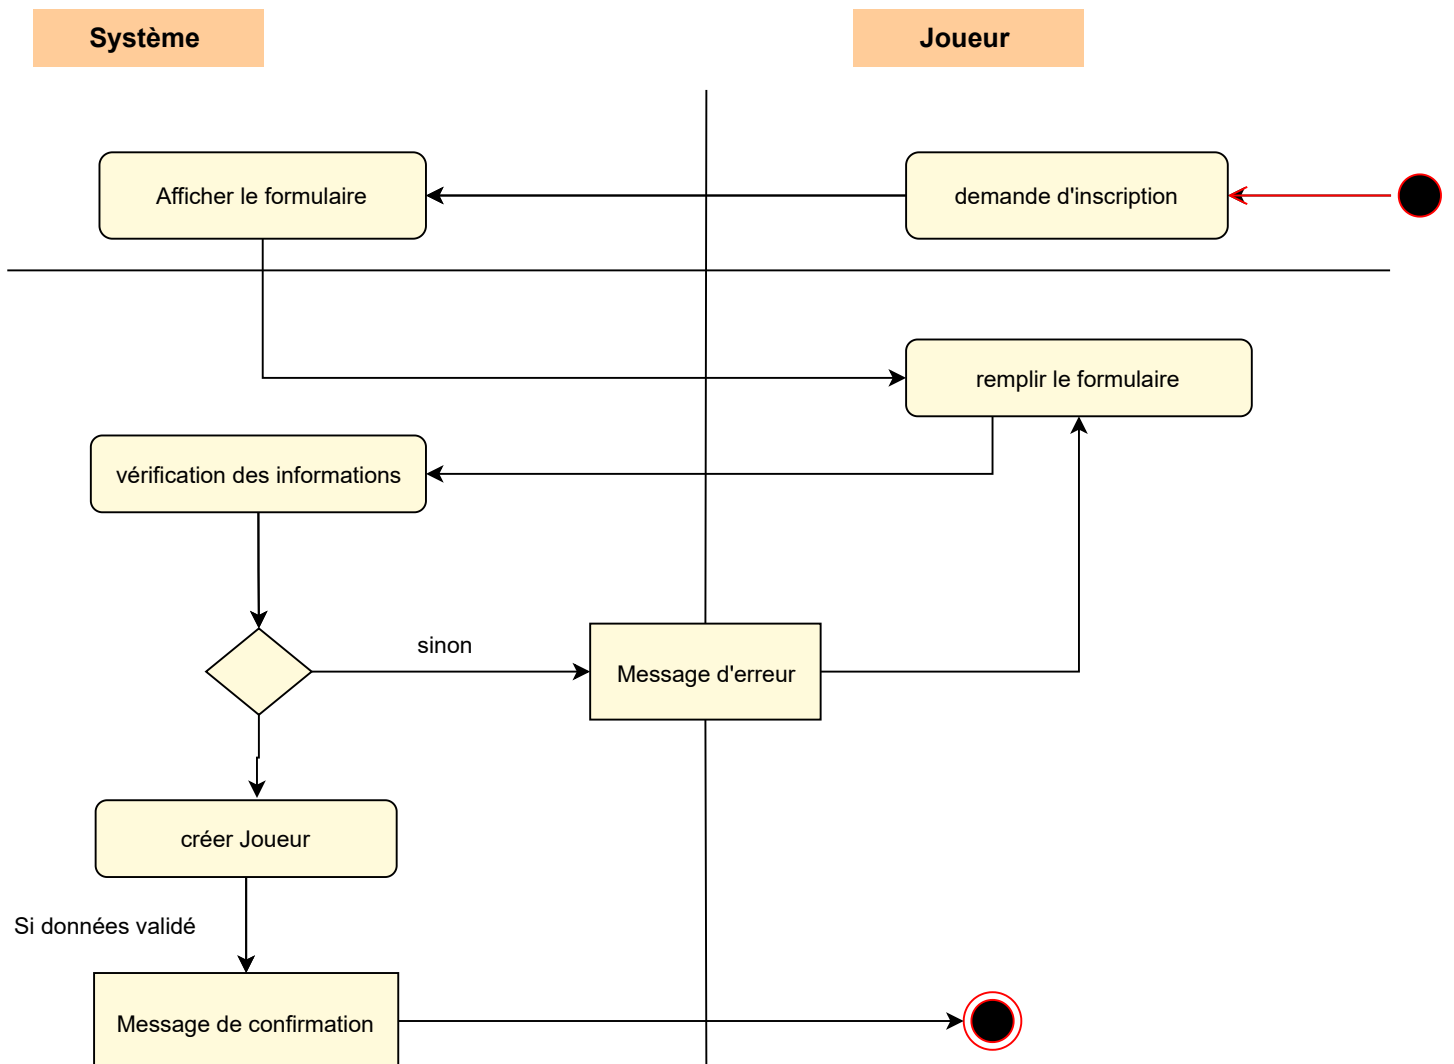 Système
Joueur
Afficher le formulaire
demande d'inscription
remplir le formulaire
vérification des informations
sinon
Message d'erreur
créer Joueur
Si données validé
Message de confirmation